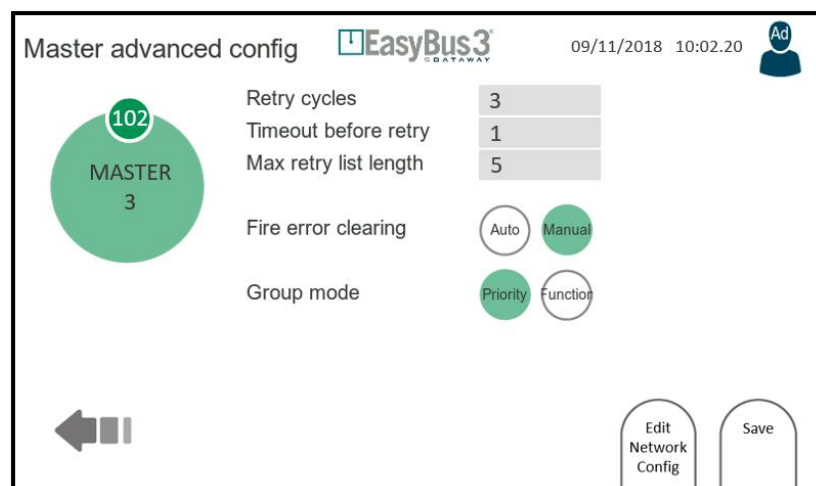 Master advanced config
EasyBus3
DATAWAY
09/11/2018 10:02.20
Ad
102
MASTER
3
Retry cycles 3
Timeout before retry 1
Max retry list length 5
Fire error clearing Auto Manual
Group mode Priority Function
Edit
Network
Config
Save